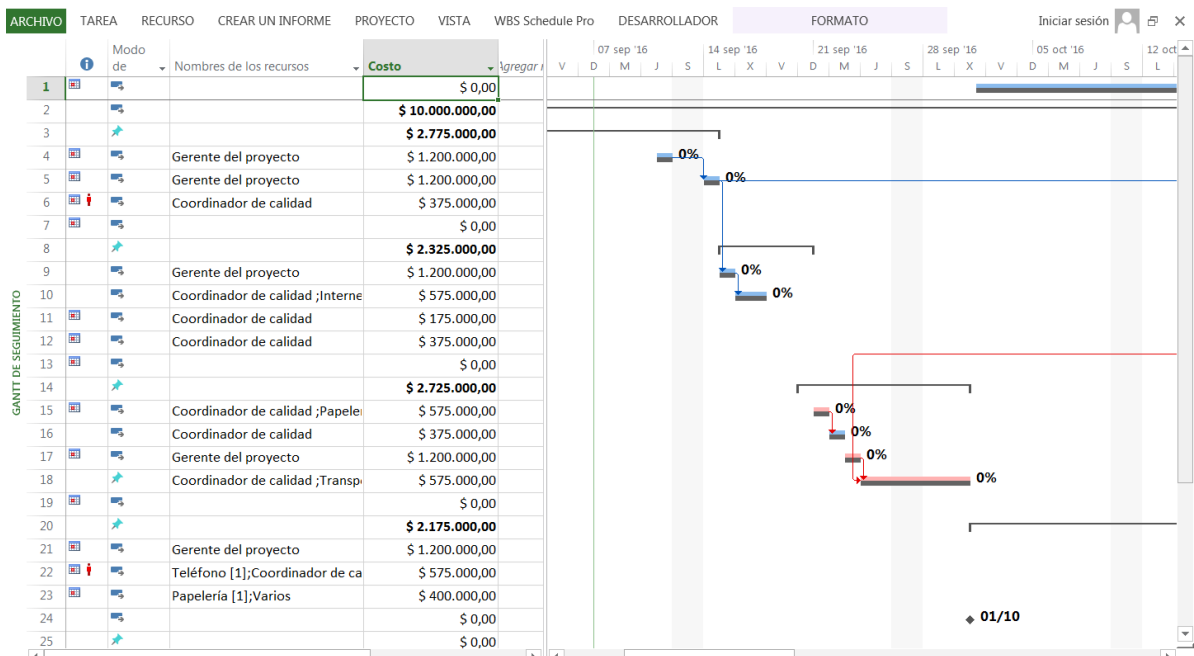 ARCHIVO TAREA RECURSO CREAR UN INFORME PROYECTO VISTA WBS Schedule Pro DESARROLLADOR FORMATO Iniciar sesión
Modo de Nombres de los recursos Costo Agregar
07 sep '16 14 sep '16 21 sep '16 28 sep '16 05 oct '16 12 oct
V D M J S L X V D M J S L X V D M J S L
1 $ 0,00
2 $ 10.000.000,00
3 $ 2.775.000,00
4 Gerente del proyecto $ 1.200.000,00 0%
5 Gerente del proyecto $ 1.200.000,00 0%
6 Coordinador de calidad $ 375.000,00
7 $ 0,00
8 $ 2.325.000,00
9 Gerente del proyecto $ 1.200.000,00 0%
10 Coordinador de calidad ;Interne $ 575.000,00 0%
11 Coordinador de calidad $ 175.000,00
12 Coordinador de calidad $ 375.000,00
13 $ 0,00
14 $ 2.725.000,00
15 Coordinador de calidad ;Papele $ 575.000,00 0%
16 Coordinador de calidad $ 375.000,00 0%
17 Gerente del proyecto $ 1.200.000,00 0%
18 Coordinador de calidad ;Transp $ 575.000,00 0%
19 $ 0,00
20 $ 2.175.000,00
21 Gerente del proyecto $ 1.200.000,00
22 Teléfono [1];Coordinador de ca $ 575.000,00
23 Papelería [1];Varios $ 400.000,00
24 $ 0,00 01/10
25 $ 0,00
GANTT DE SEGUIMIENTO